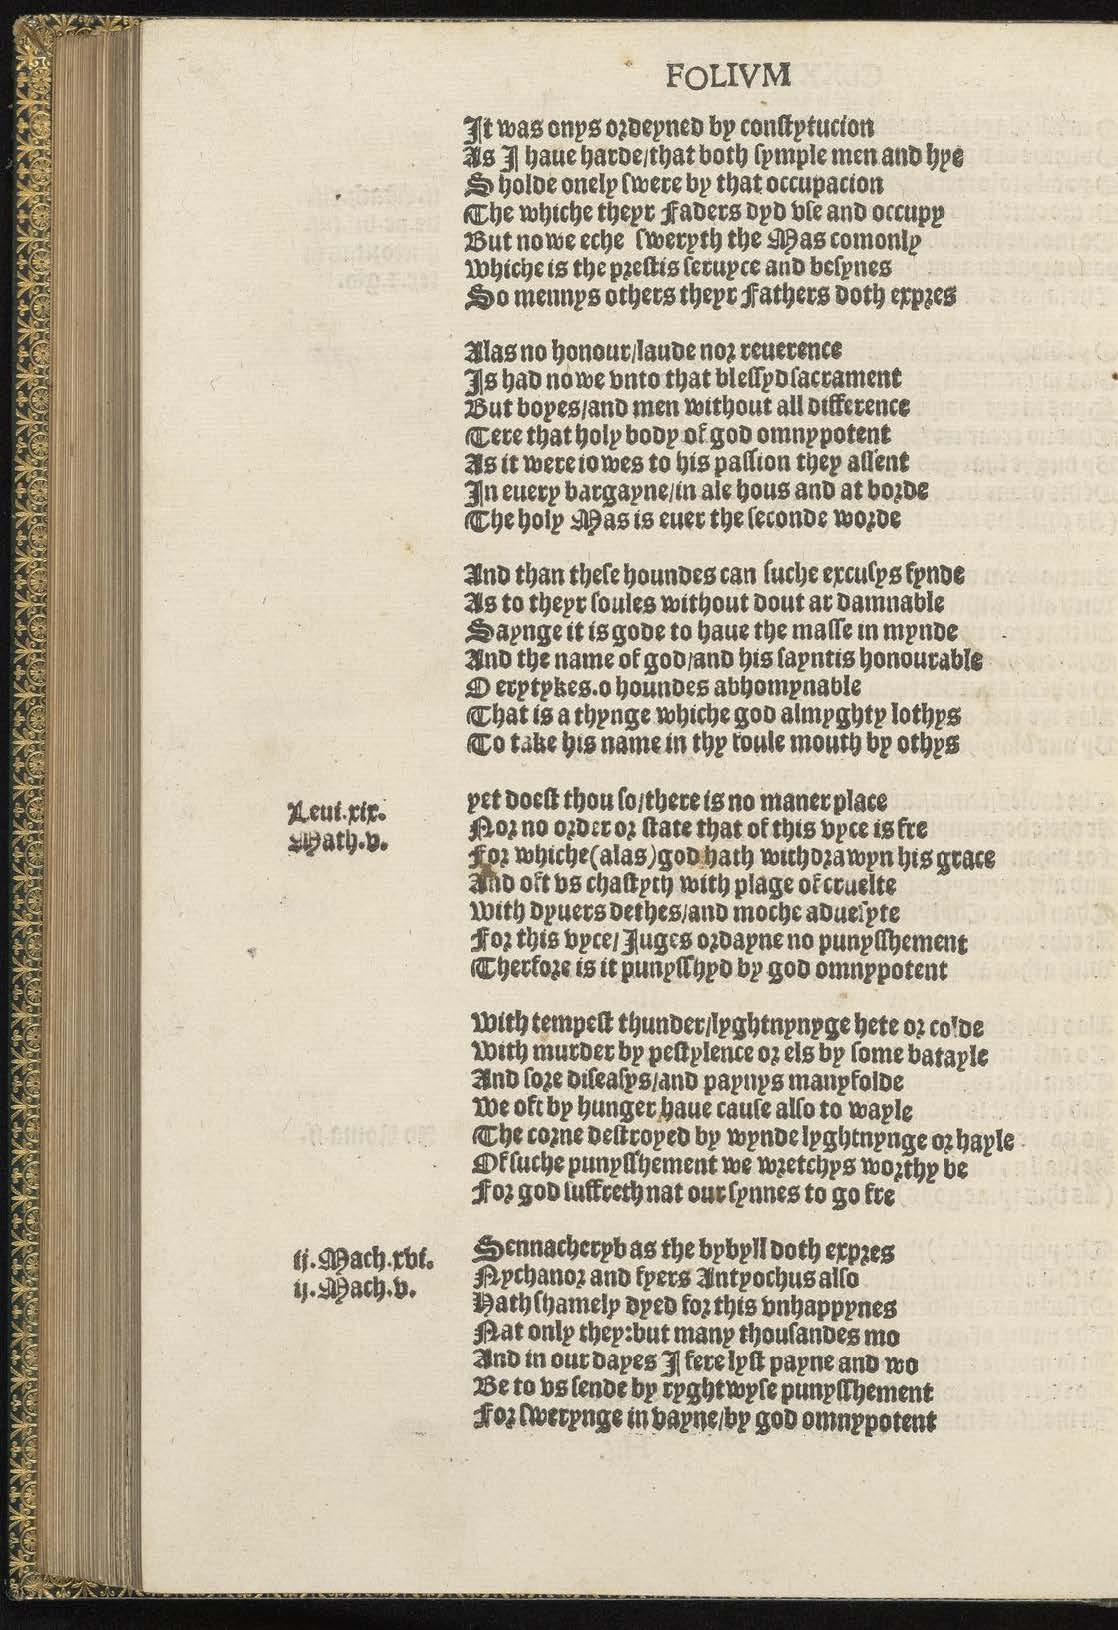 FOLIVM
It was onys ordeyned by constytucion
As I haue harde/that both symple men and hye
Sholde onely swere by that occupacion
The whiche theyr Faders dyd vse and occupy
But nowe eche sweryth the Mas comonly
Whiche is the prestis seruyce and besynes
So mennys others theyr Fathers doth expres

Alas no honour/laude nor reuerence
Is had nowe vnto that blessyd sacrament
But boyes/and men without all difference
Tere that holy body of god omnypotent
As it were iowes to his passion they assent
In euery bargayne/in ale hous and at borde
The holy Mas is euer the seconde worde

And than these houndes can suche excusys fynde
As to theyr soules without dout ar damnable
Saynge it is gode to haue the masse in mynde
And the name of god/and his sayntis honourable
O erytykes.o houndes abhomynable
That is a thynge whiche god almyghty lothys
To take his name in thy foule mouth by othys

Leui.xix.
Math.v.
yet doest thou so/there is no maner place
Nor no order or state that of this vyce is fre
For whiche(alas)god hath withdrawyn his grace
And oft vs chastyth with plage of cruelte
With dyuers dethes/and moche aduesyte
For this vyce/Juges ordayne no punysshement
Therfore is it punysshyd by god omnypotent

With tempest thunder/lyghtnynyge hete or colde
With murder by pestylence or els by some batayle
And sore diseasys/and paynys manyfolde
We oft by hunger haue cause also to wayle
The corne destroyed by wynde lyghtnynge or hayle
Of suche punysshement we wretchys worthy be
For god suffreth nat our synnes to go fre

ij.Mach.xvi.
ij.Mach.v.
Sennacheryb as the bybyll doth expres
Nychanor and fyers Antyochus also
Hath shamely dyed for this vnhappynes
Nat only they:but many thousandes mo
And in our dayes I fere lyst payne and wo
Be to vs sende by ryghtwyse punysshement
For swerynge in vayne/by god omnypotent